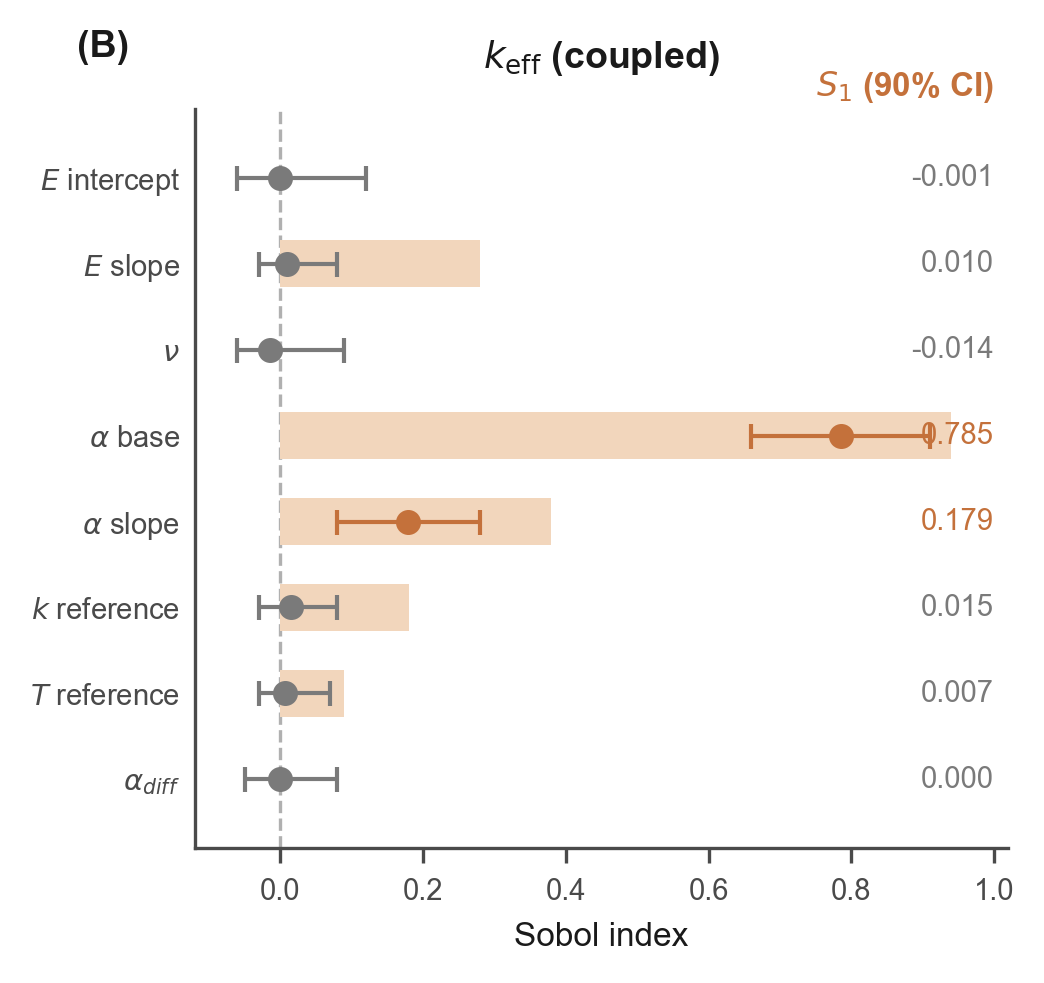 (B)
k_eff (coupled)
S_1 (90% CI)
E intercept -0.001
E slope 0.010
ν -0.014
α base 0.785
α slope 0.179
k reference 0.015
T reference 0.007
α_diff 0.000
0.0 0.2 0.4 0.6 0.8 1.0
Sobol index